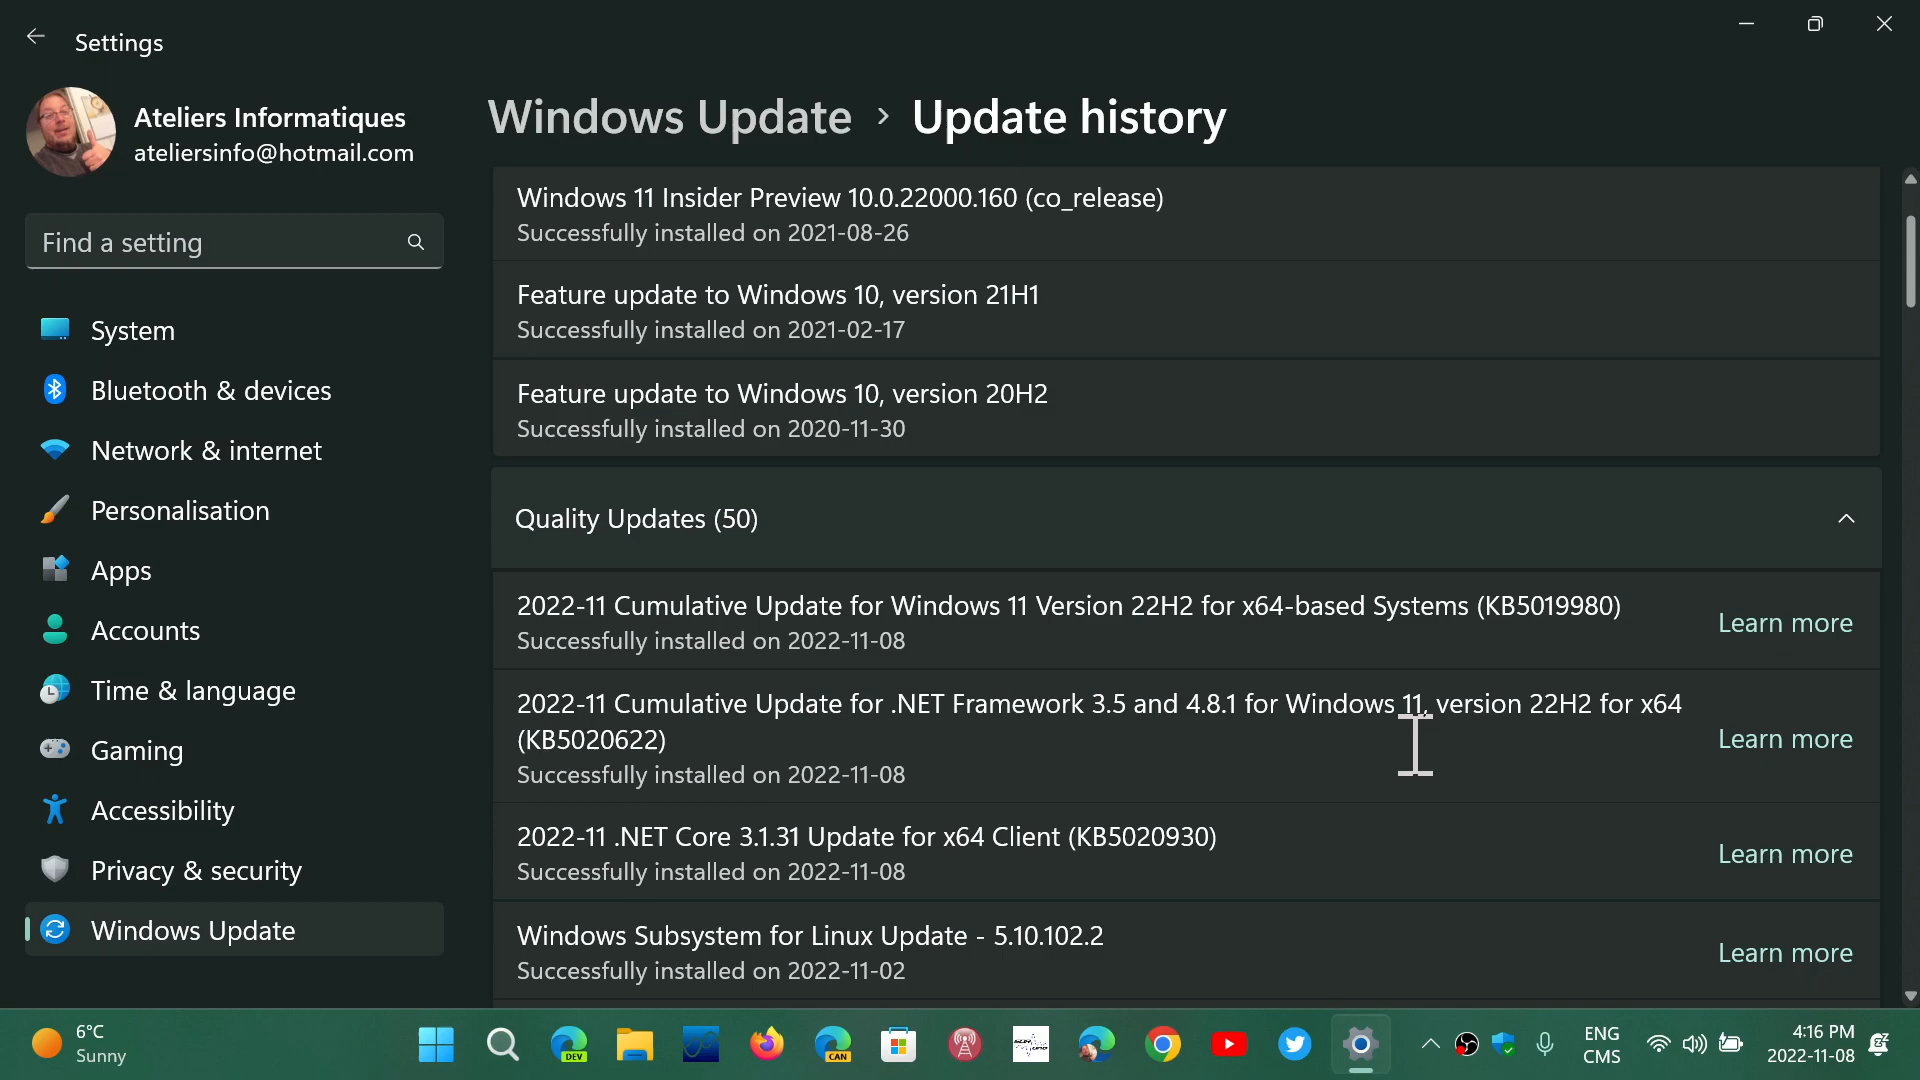 Settings
Ateliers Informatiques
ateliersinfo@hotmail.com
Find a setting
System
Bluetooth & devices
Network & internet
Personalisation
Apps
Accounts
Time & language
Gaming
Accessibility
Privacy & security
Windows Update
Windows Update > Update history
Windows 11 Insider Preview 10.0.22000.160 (co_release)
Successfully installed on 2021-08-26
Feature update to Windows 10, version 21H1
Successfully installed on 2021-02-17
Feature update to Windows 10, version 20H2
Successfully installed on 2020-11-30
Quality Updates (50)
2022-11 Cumulative Update for Windows 11 Version 22H2 for x64-based Systems (KB5019980)
Successfully installed on 2022-11-08
Learn more
2022-11 Cumulative Update for .NET Framework 3.5 and 4.8.1 for Windows 11, version 22H2 for x64
(KB5020622)
Successfully installed on 2022-11-08
Learn more
2022-11 .NET Core 3.1.31 Update for x64 Client (KB5020930)
Successfully installed on 2022-11-08
Learn more
Windows Subsystem for Linux Update - 5.10.102.2
Successfully installed on 2022-11-02
Learn more
6°C
Sunny
DEV
CAN
ENG
CMS
4:16 PM
2022-11-08